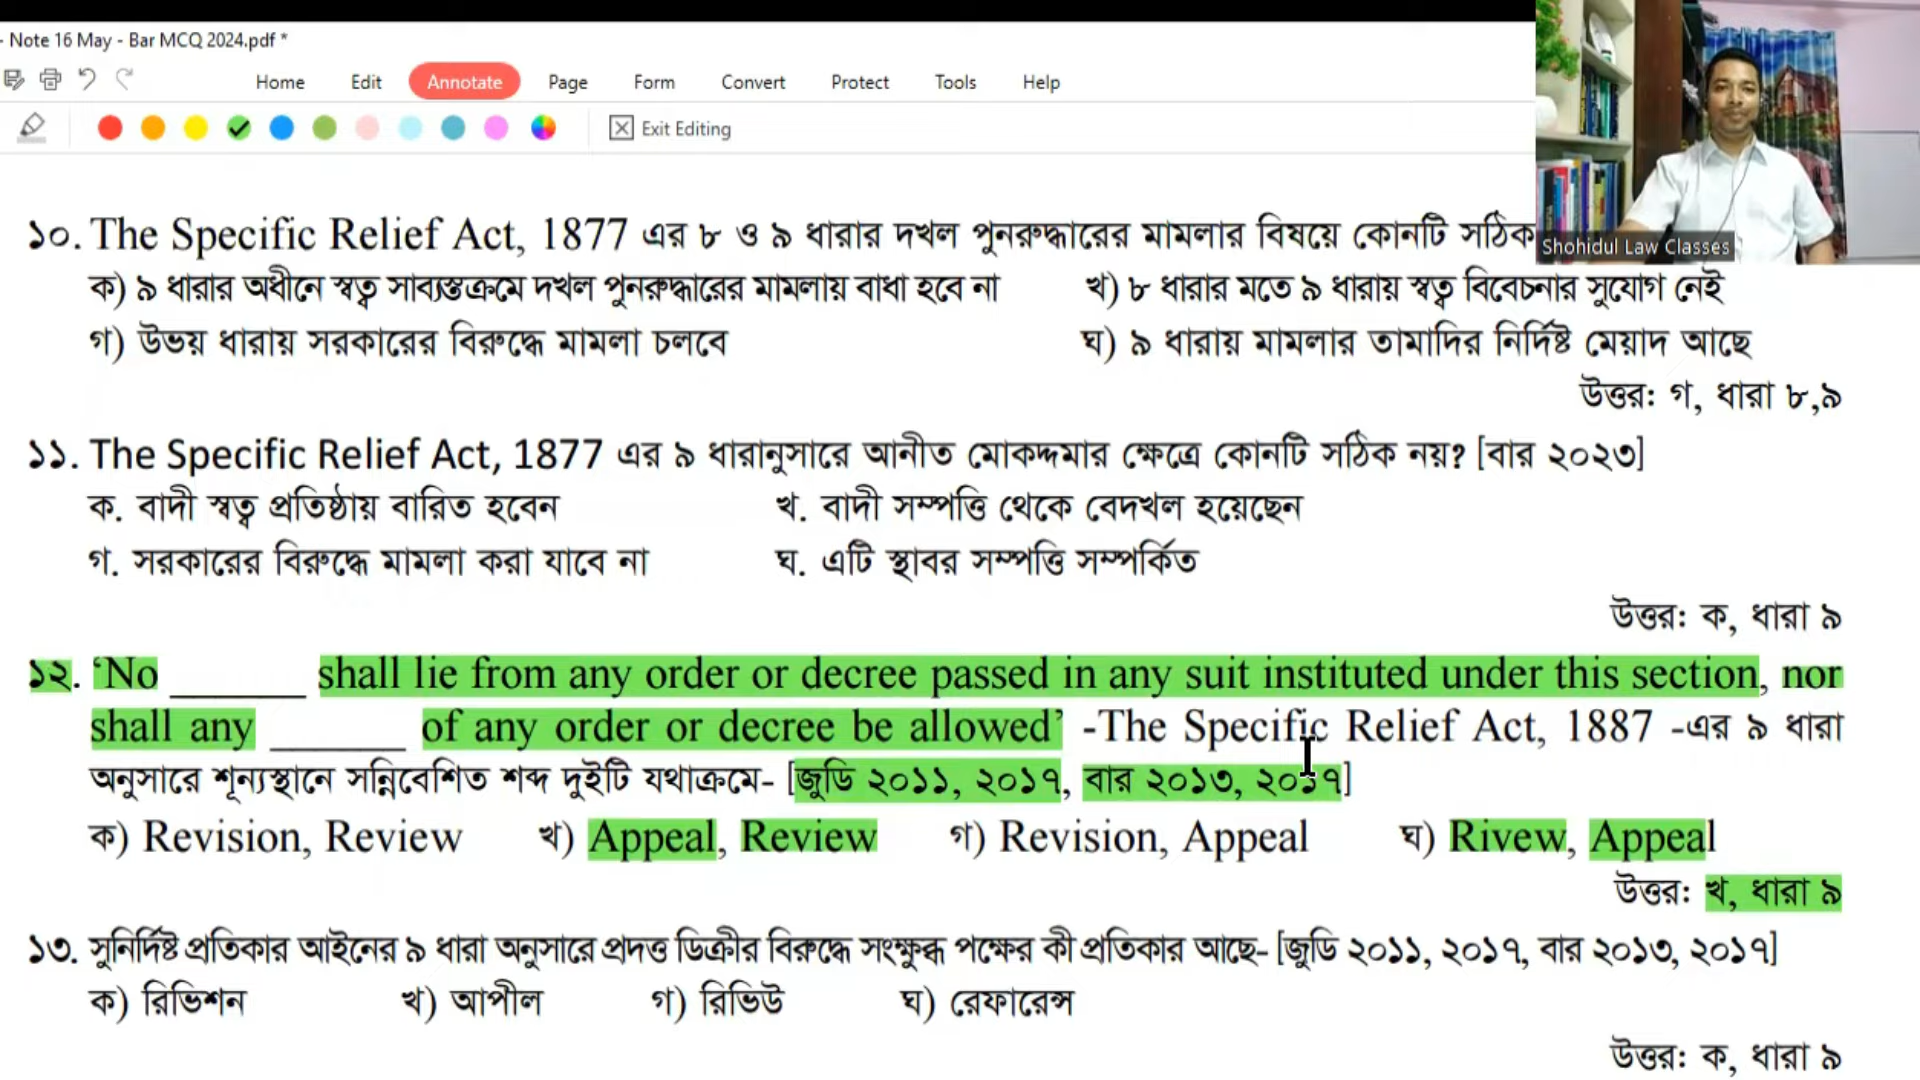 - Note 16 May - Bar MCQ 2024.pdf *
Home Edit Annotate Page Form Convert Protect Tools Help
Exit Editing
Shohidul Law Classes
১০. The Specific Relief Act, 1877 এর ৮ ও ৯ ধারার দখল পুনরুদ্ধারের মামলার বিষয়ে কোনটি সঠিক
ক) ৯ ধারার অধীনে স্বত্ব সাব্যস্তক্রমে দখল পুনরুদ্ধারের মামলায় বাধা হবে না খ) ৮ ধারার মতে ৯ ধারায় স্বত্ব বিবেচনার সুযোগ নেই
গ) উভয় ধারায় সরকারের বিরুদ্ধে মামলা চলবে ঘ) ৯ ধারায় মামলার তামাদির নির্দিষ্ট মেয়াদ আছে
উত্তর: গ, ধারা ৮,৯
১১. The Specific Relief Act, 1877 এর ৯ ধারানুসারে আনীত মোকদ্দমার ক্ষেত্রে কোনটি সঠিক নয়? [বার ২০২৩]
ক. বাদী স্বত্ব প্রতিষ্ঠায় বারিত হবেন খ. বাদী সম্পত্তি থেকে বেদখল হয়েছেন
গ. সরকারের বিরুদ্ধে মামলা করা যাবে না ঘ. এটি স্থাবর সম্পত্তি সম্পর্কিত
উত্তর: ক, ধারা ৯
১২. ‘No ______ shall lie from any order or decree passed in any suit instituted under this section, nor
shall any ______ of any order or decree be allowed’ -The Specific Relief Act, 1887 -এর ৯ ধারা
অনুসারে শূন্যস্থানে সন্নিবেশিত শব্দ দুইটি যথাক্রমে- [জুডি ২০১১, ২০১৭, বার ২০১৩, ২০১৭]
ক) Revision, Review খ) Appeal, Review গ) Revision, Appeal ঘ) Rivew, Appeal
উত্তর: খ, ধারা ৯
১৩. সুনির্দিষ্ট প্রতিকার আইনের ৯ ধারা অনুসারে প্রদত্ত ডিক্রীর বিরুদ্ধে সংক্ষুব্ধ পক্ষের কী প্রতিকার আছে- [জুডি ২০১১, ২০১৭, বার ২০১৩, ২০১৭]
ক) রিভিশন খ) আপীল গ) রিভিউ ঘ) রেফারেন্স
উত্তর: ক, ধারা ৯